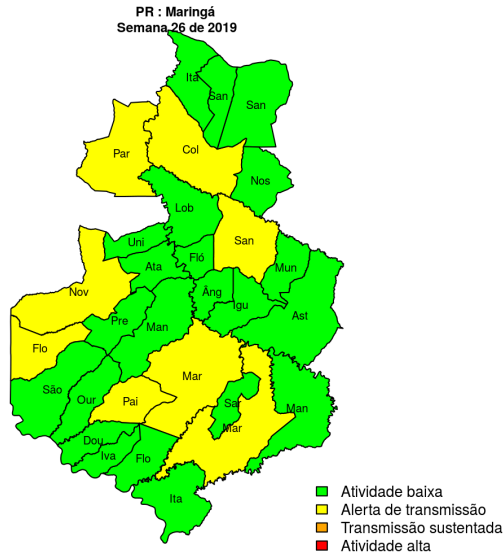 PR : Maringá
Semana 26 de 2019
Itá
San
San
Par
Col
Nos
Lob
Uni
Fló
San
Ata
Mun
Nov
Âng
Igu
Pre
Man
Ast
Flo
Mar
São
Our
Pai
Sar
Man
Mar
Dou
Iva
Flo
Ita
Atividade baixa
Alerta de transmissão
Transmissão sustentada
Atividade alta